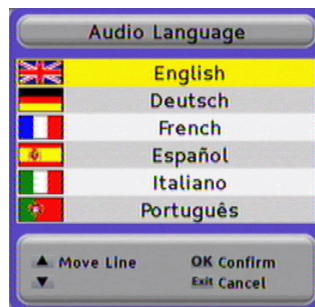 Audio Language
English
Deutsch
French
Español
Italiano
Português
▲ Move Line OK Confirm
▼ Exit Cancel